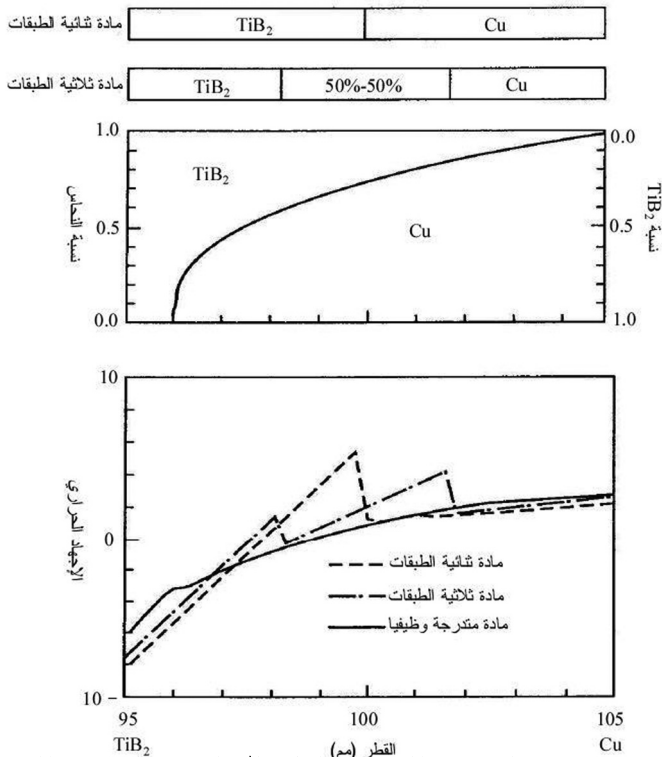 مادة ثنائية الطبقات TiB₂ Cu
مادة ثلاثية الطبقات TiB₂ 50%-50% Cu
1.0 0.0
TiB₂
نسبة النحاس 0.5 Cu 0.5 نسبة TiB₂
0.0 1.0
10
الإجهاد الحراري
0
مادة ثنائية الطبقات
مادة ثلاثية الطبقات
مادة متدرجة وظيفيا
10 −
95 100 105
TiB₂ القطر (مم) Cu